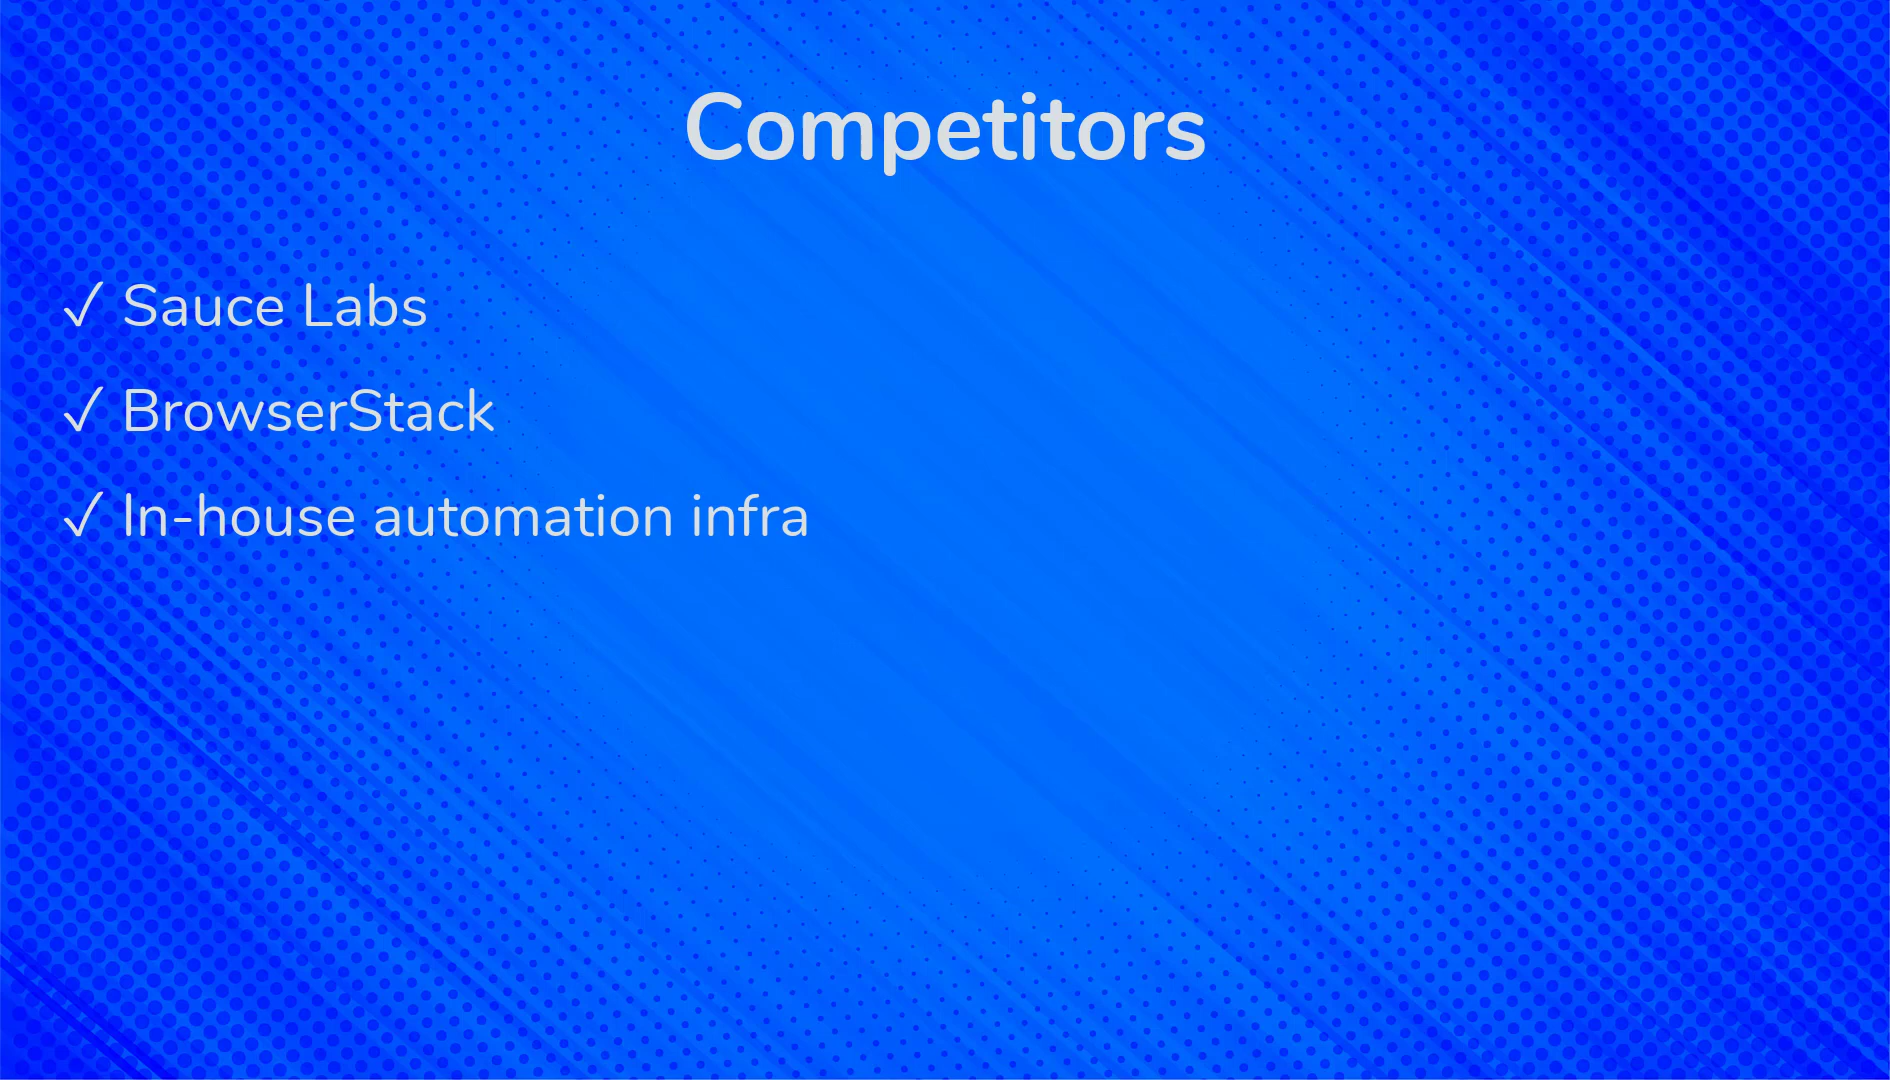 Competitors
✓ Sauce Labs
✓ BrowserStack
✓ In-house automation infra